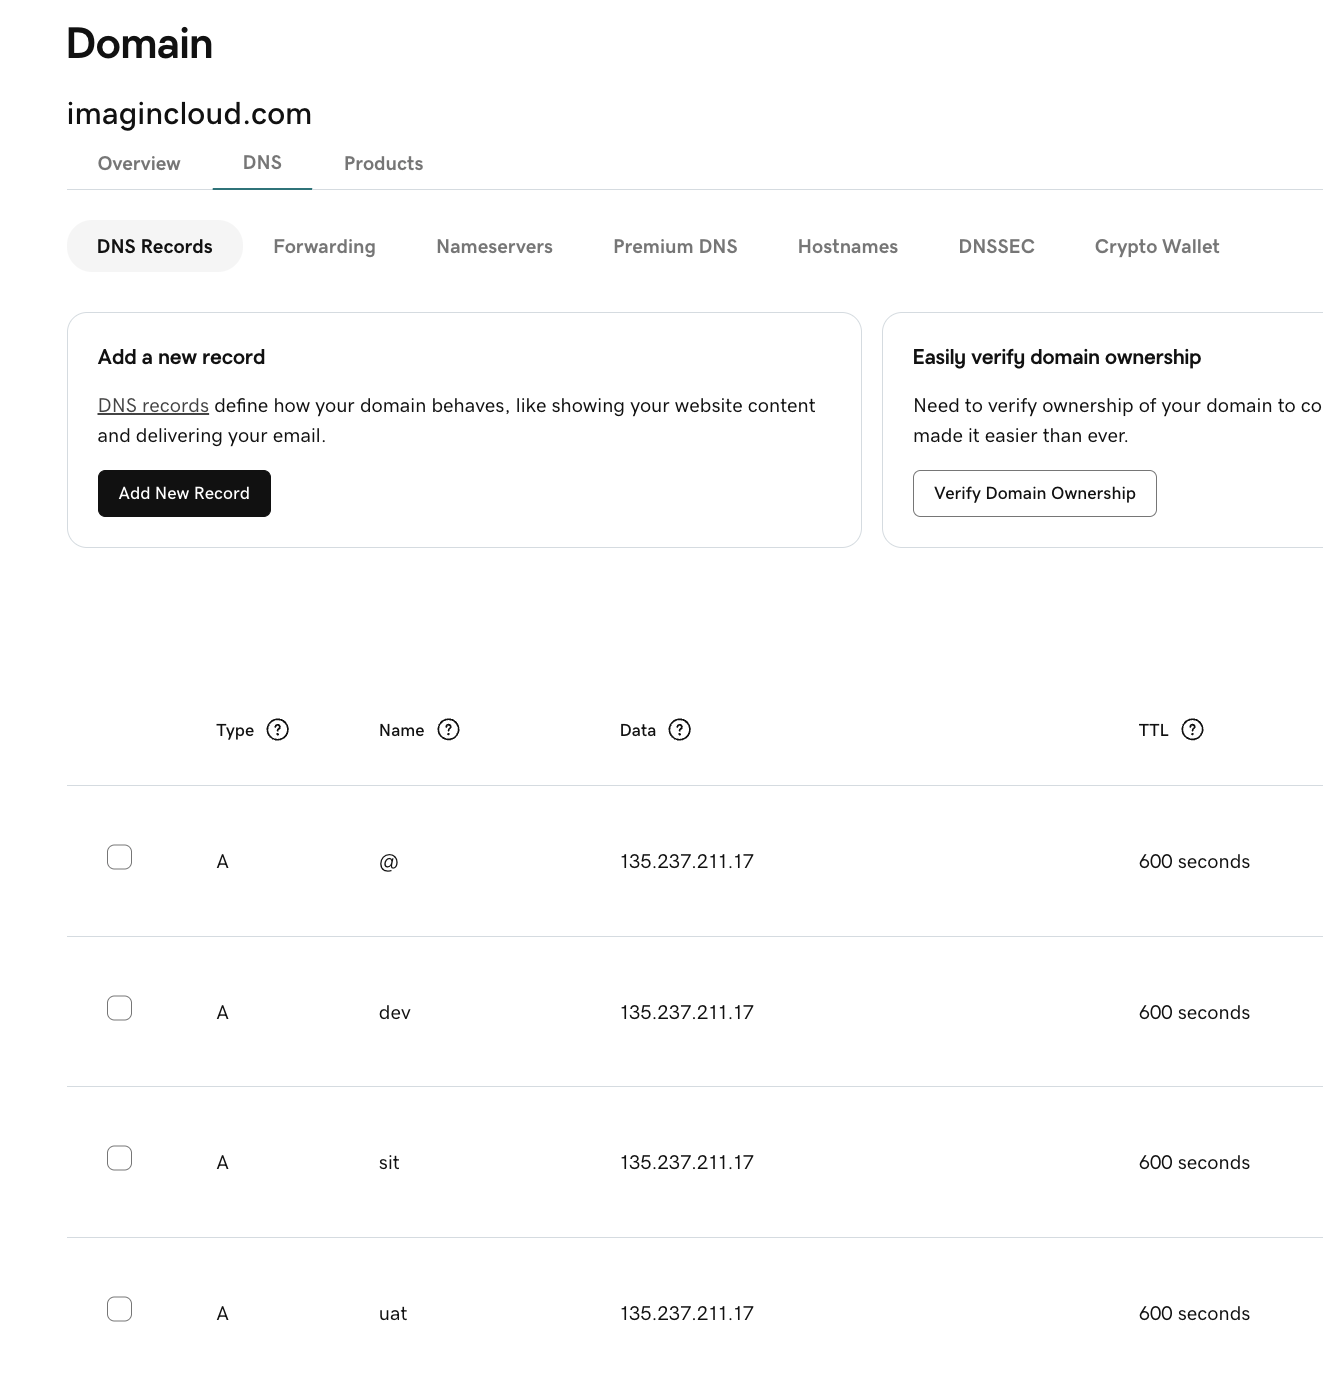 Domain
imagincloud.com
Overview DNS Products
DNS Records Forwarding Nameservers Premium DNS Hostnames DNSSEC Crypto Wallet
Add a new record
DNS records define how your domain behaves, like showing your website content
and delivering your email.
Add New Record
Easily verify domain ownership
Need to verify ownership of your domain to co
made it easier than ever.
Verify Domain Ownership
Type ? Name ? Data ? TTL ?
A @ 135.237.211.17 600 seconds
A dev 135.237.211.17 600 seconds
A sit 135.237.211.17 600 seconds
A uat 135.237.211.17 600 seconds